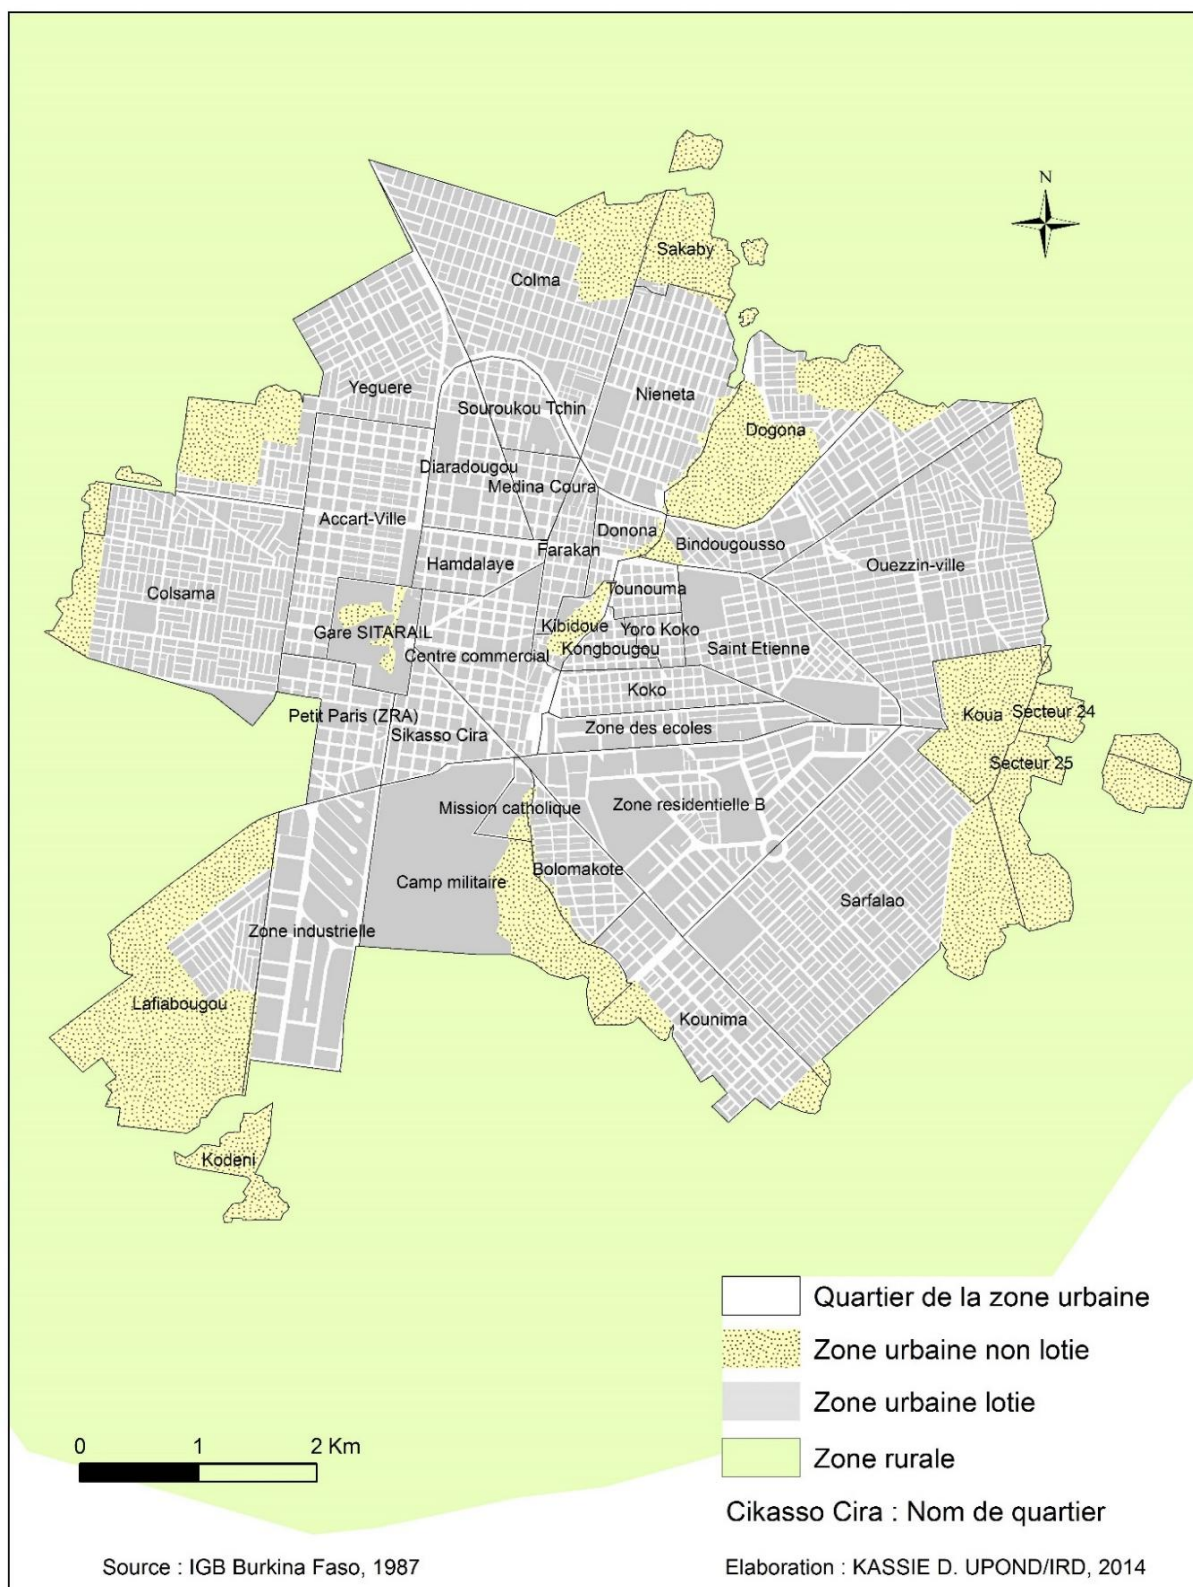 N
Sakaby
Colma
Yeguere
Nieneta
Souroukou Tchin
Dogona
Diaradougou
Medina Coura
Accart-Ville
Donona
Farakan
Bindougousso
Hamdalaye
Ouezzin-ville
Colsama
Tounouma
Gare SITARAIL
Kibidoue
Yoro Koko
Centre commercial
Kongbougou
Saint Etienne
Koko
Petit Paris (ZRA)
Koua
Secteur 24
Sikasso Cira
Zone des ecoles
Secteur 25
Mission catholique
Zone residentielle B
Bolomakote
Camp militaire
Sarfalao
Zone industrielle
Lafiabougou
Kounima
Kodeni
Quartier de la zone urbaine
Zone urbaine non lotie
Zone urbaine lotie
Zone rurale
Cikasso Cira : Nom de quartier
0 1 2 Km
Source : IGB Burkina Faso, 1987
Elaboration : KASSIE D. UPOND/IRD, 2014